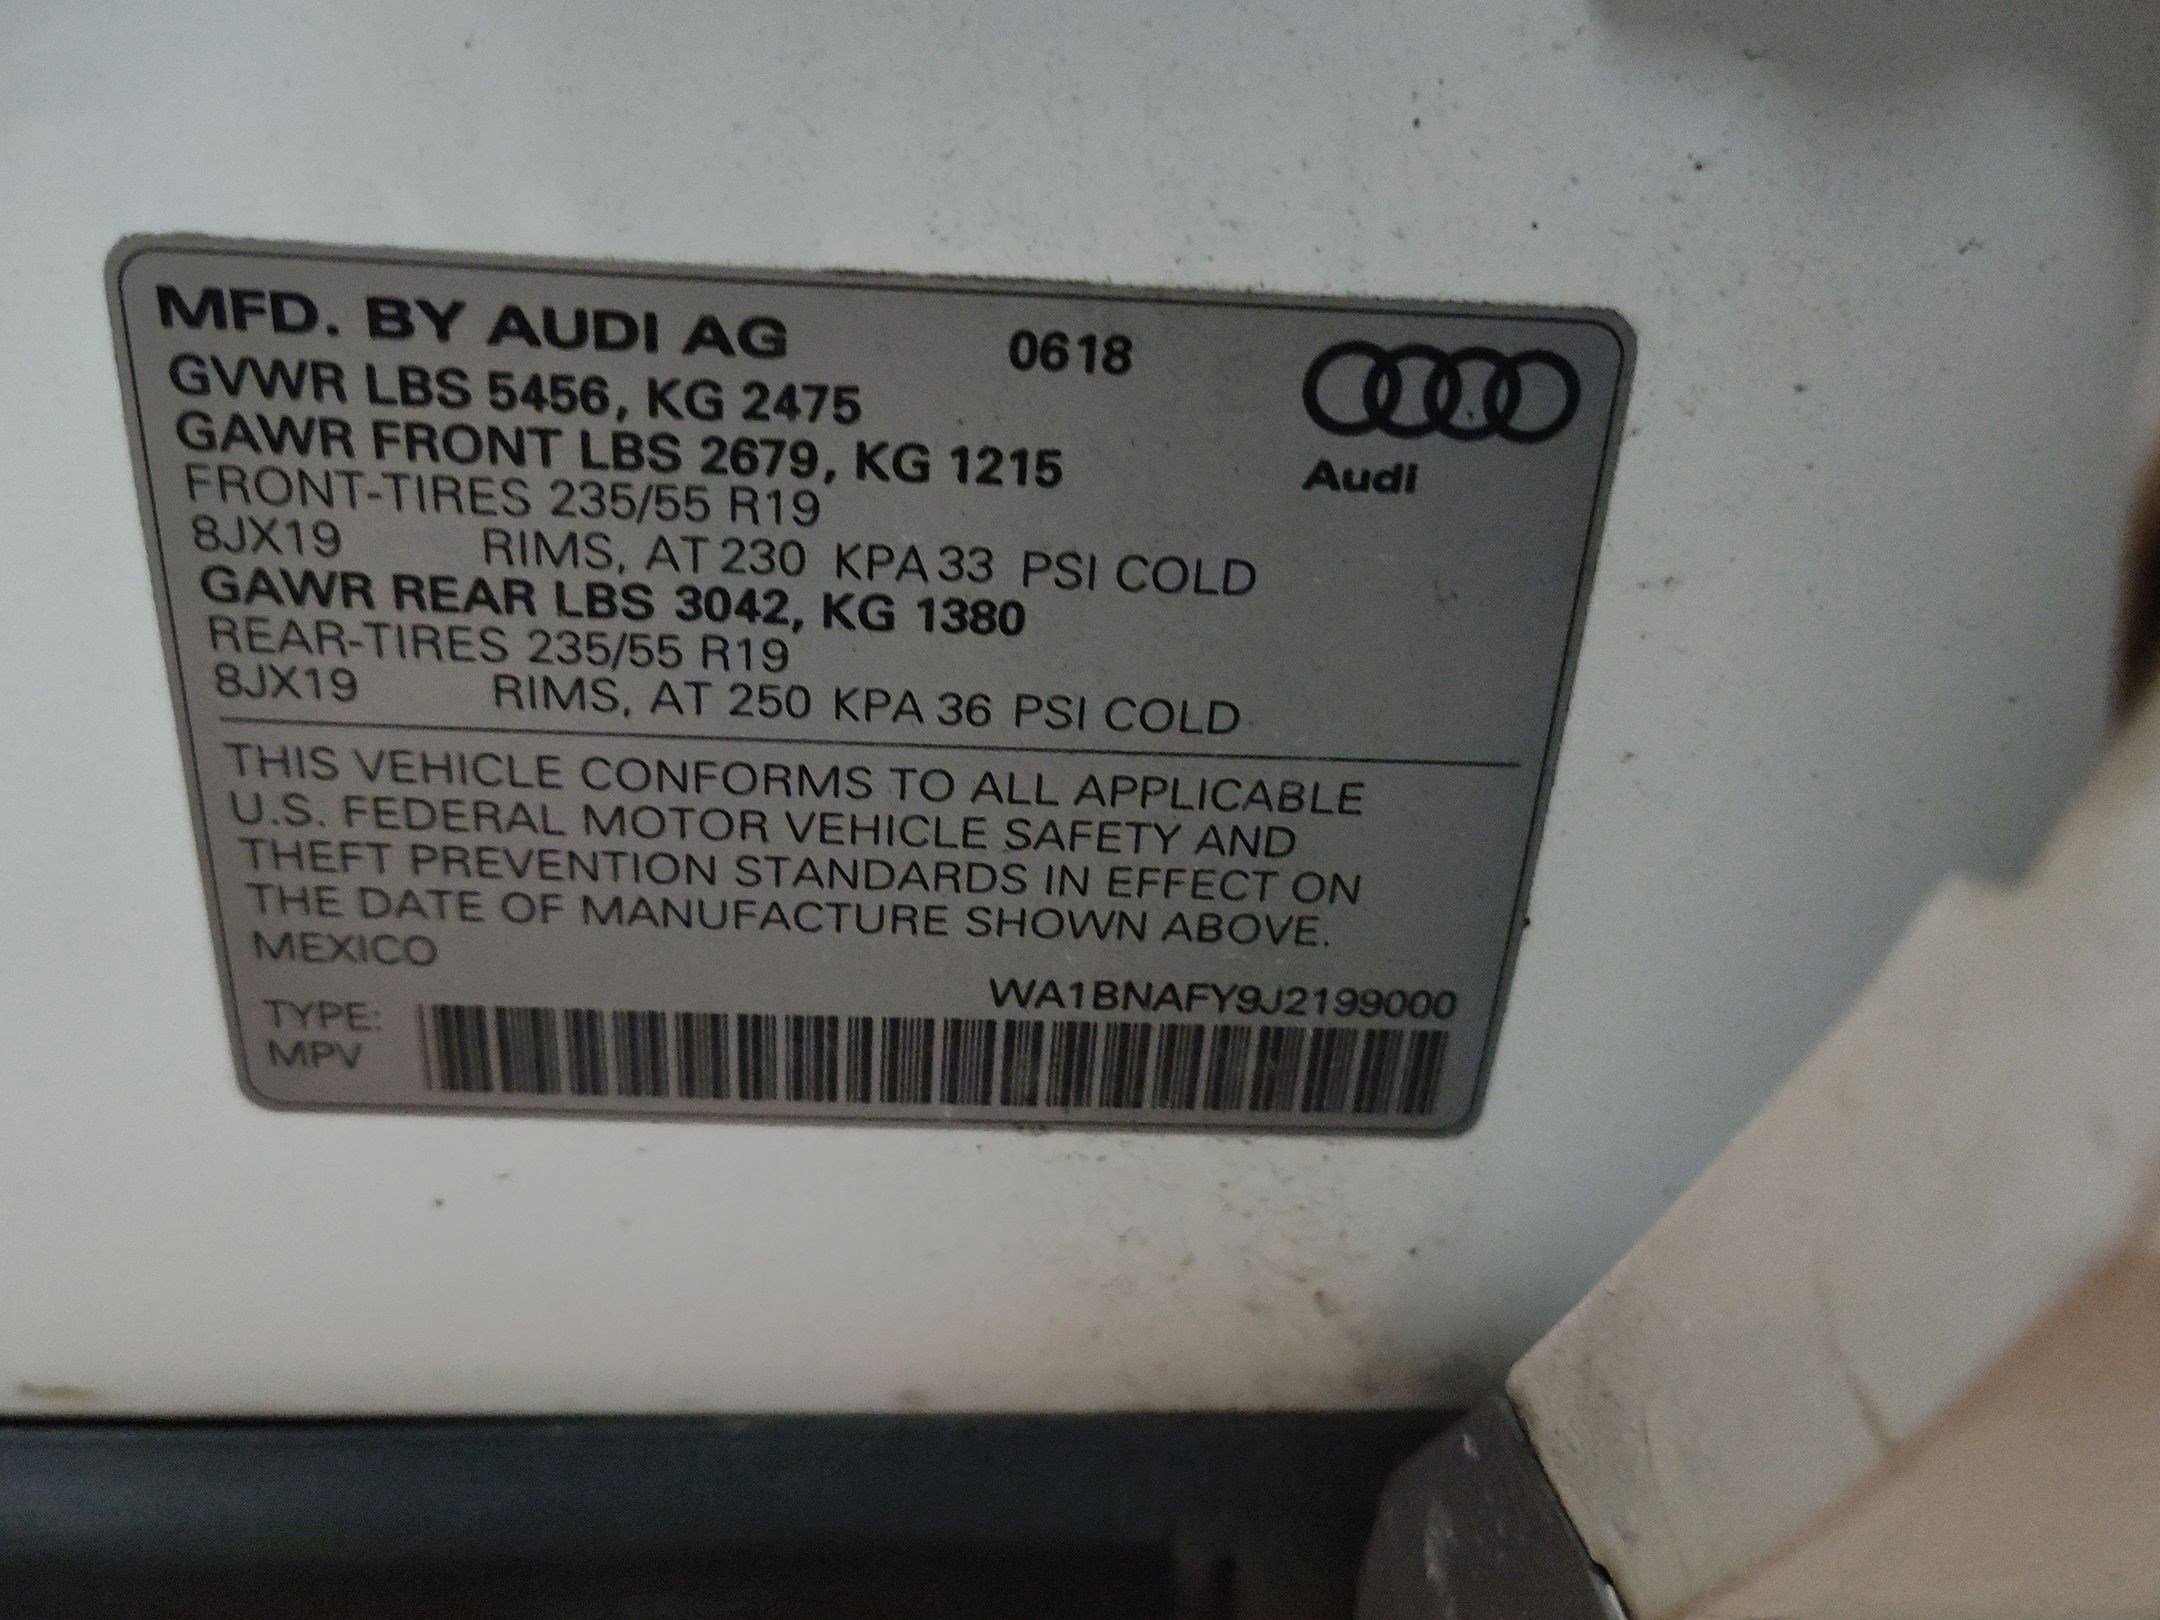 MFD. BY AUDI AG 0618
GVWR LBS 5456, KG 2475
GAWR FRONT LBS 2679, KG 1215
Audi
FRONT-TIRES 235/55 R19
8JX19 RIMS, AT 230 KPA 33 PSI COLD
GAWR REAR LBS 3042, KG 1380
REAR-TIRES 235/55 R19
8JX19 RIMS, AT 250 KPA 36 PSI COLD
THIS VEHICLE CONFORMS TO ALL APPLICABLE
U.S. FEDERAL MOTOR VEHICLE SAFETY AND
THEFT PREVENTION STANDARDS IN EFFECT ON
THE DATE OF MANUFACTURE SHOWN ABOVE.
MEXICO
WA1BNAFY9J2199000
TYPE:
MPV